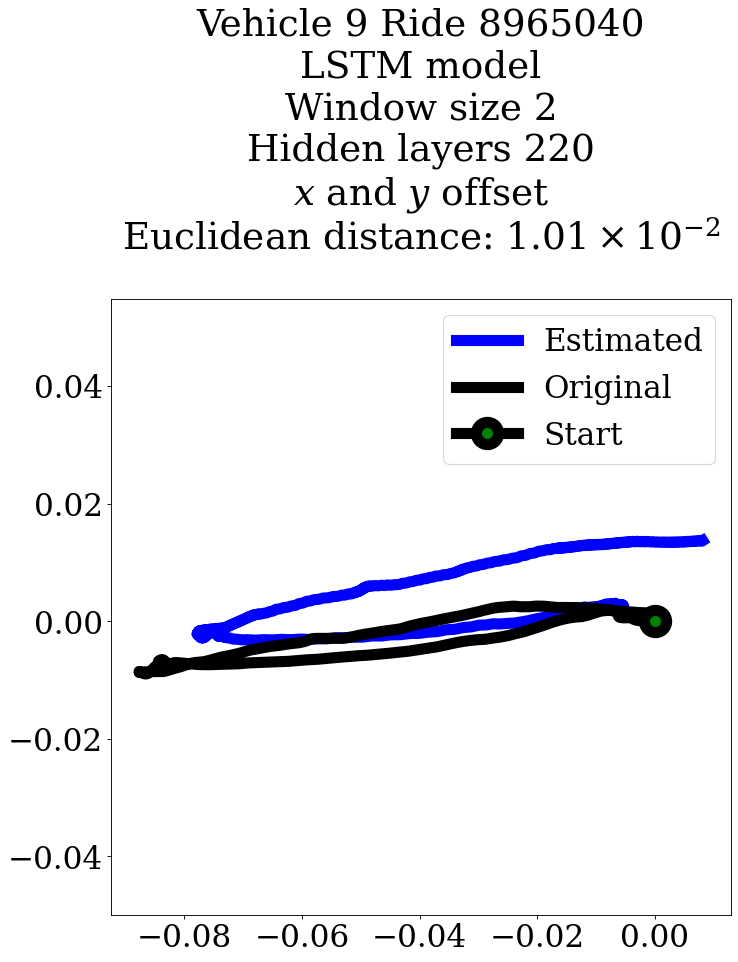 Vehicle 9 Ride 8965040
LSTM model
Window size 2
Hidden layers 220
x and y offset
Euclidean distance: 1.01 × 10⁻²
Estimated
Original
Start
0.04
0.02
0.00
−0.02
−0.04
−0.08 −0.06 −0.04 −0.02 0.00